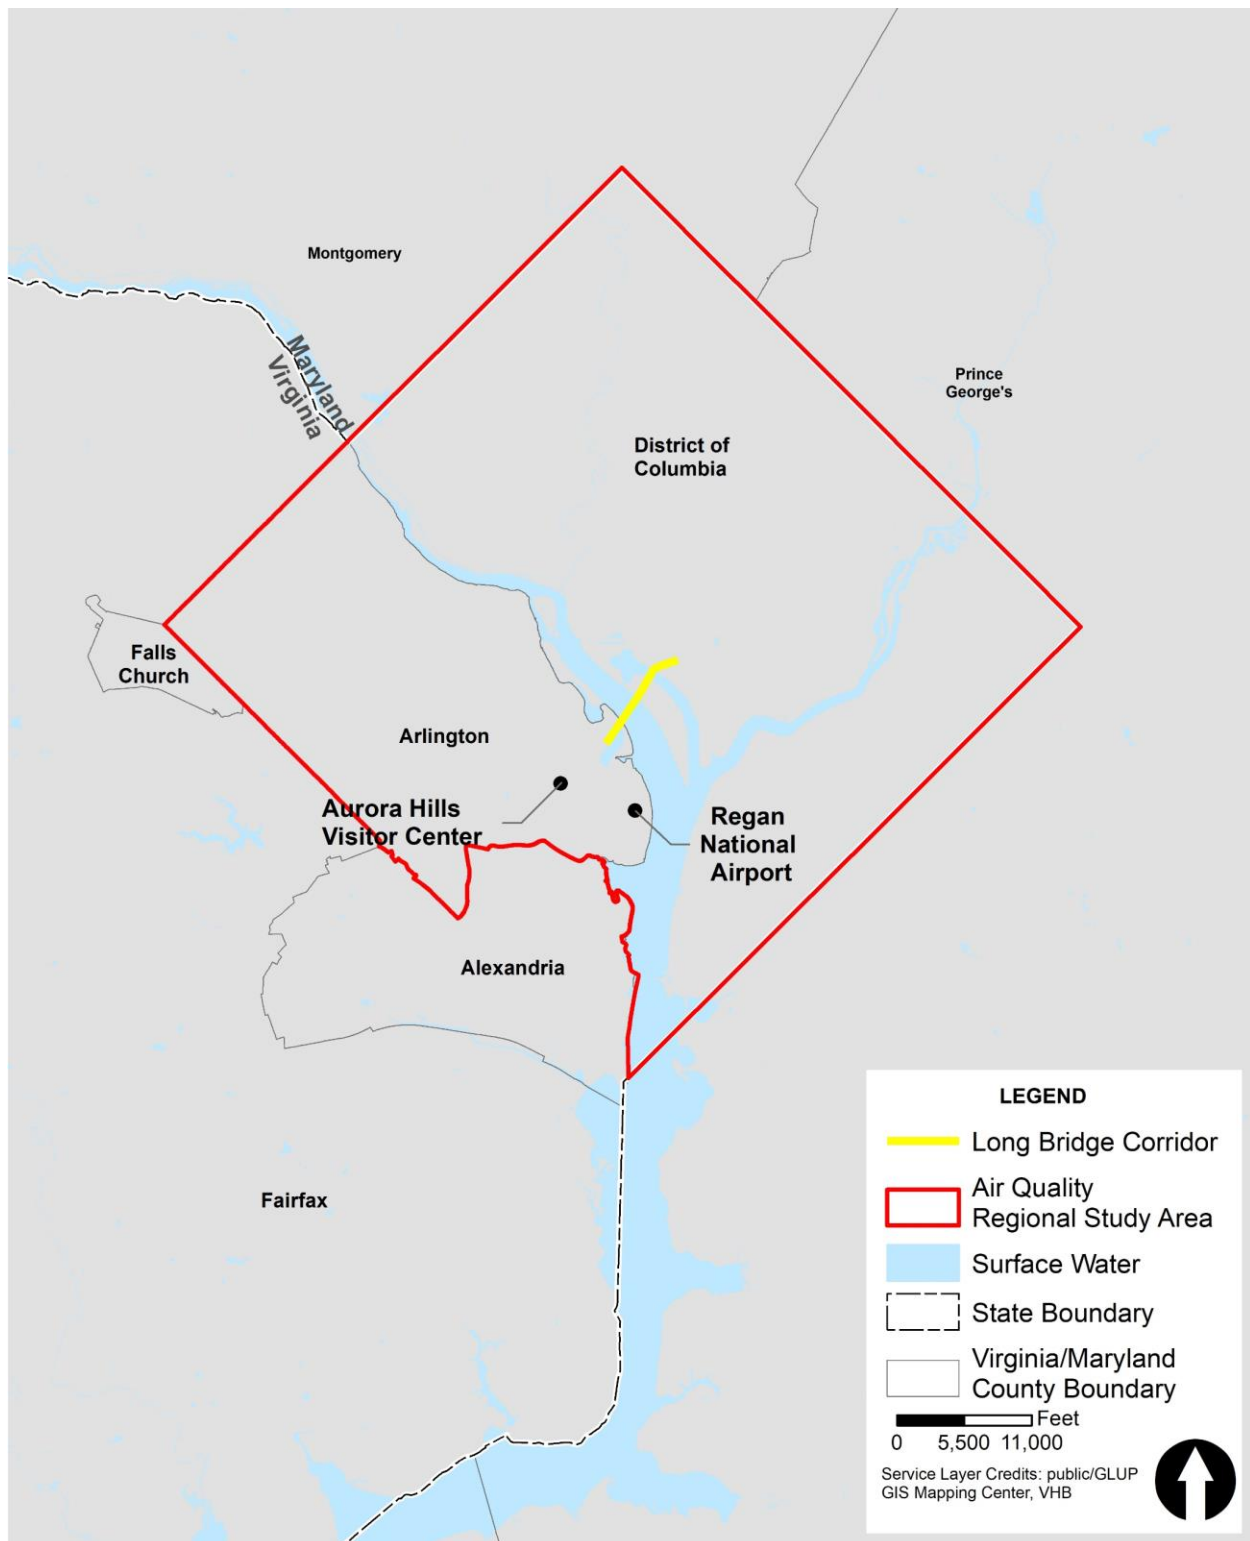 Montgomery
Maryland
Virginia
Prince
George's
District of
Columbia
Falls
Church
Arlington
Aurora Hills
Visitor Center
Regan
National
Airport
Alexandria
Fairfax
LEGEND
Long Bridge Corridor
Air Quality
Regional Study Area
Surface Water
State Boundary
Virginia/Maryland
County Boundary
Feet
0 5,500 11,000
Service Layer Credits: public/GLUP
GIS Mapping Center, VHB